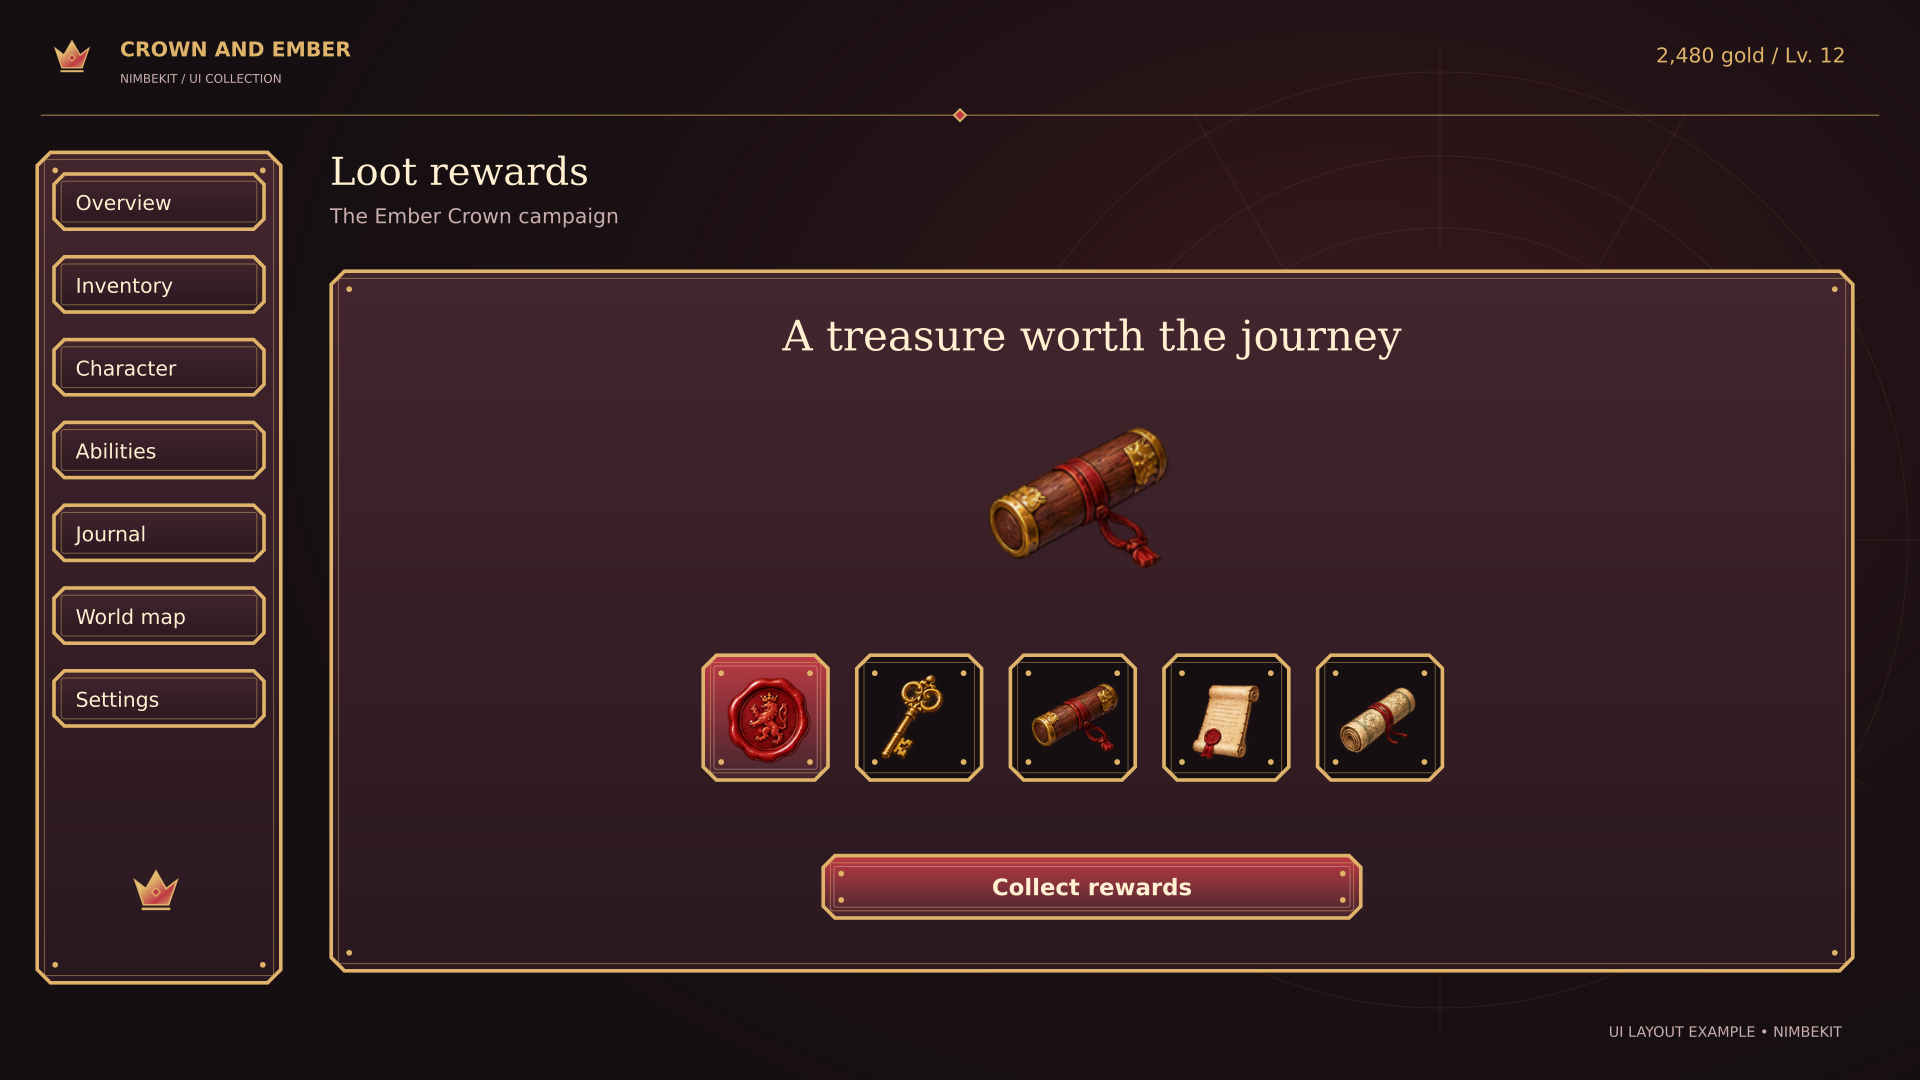 CROWN AND EMBER
NIMBEKIT / UI COLLECTION
2,480 gold / Lv. 12
Overview
Inventory
Character
Abilities
Journal
World map
Settings
Loot rewards
The Ember Crown campaign
A treasure worth the journey
Collect rewards
UI LAYOUT EXAMPLE • NIMBEKIT